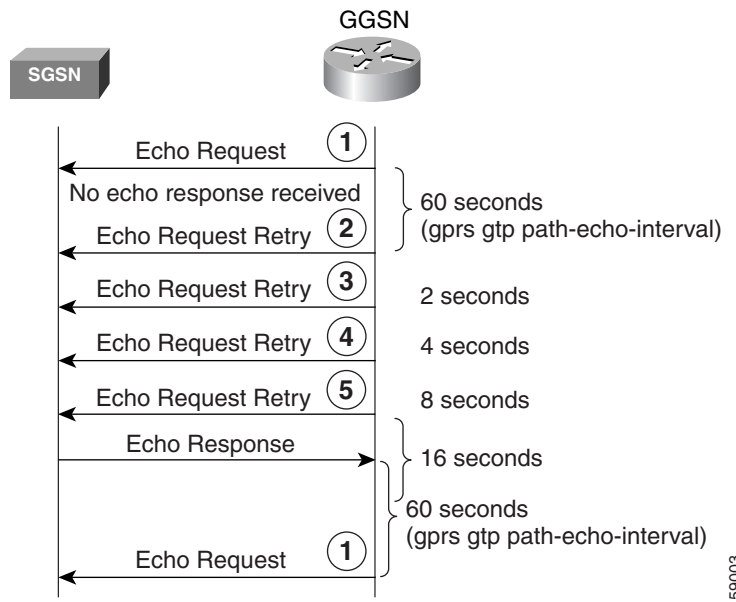 GGSN
SGSN
Echo Request 1
No echo response received
60 seconds
(gprs gtp path-echo-interval)
Echo Request Retry 2
Echo Request Retry 3
2 seconds
Echo Request Retry 4
4 seconds
Echo Request Retry 5
8 seconds
Echo Response
16 seconds
60 seconds
(gprs gtp path-echo-interval)
Echo Request 1
59003